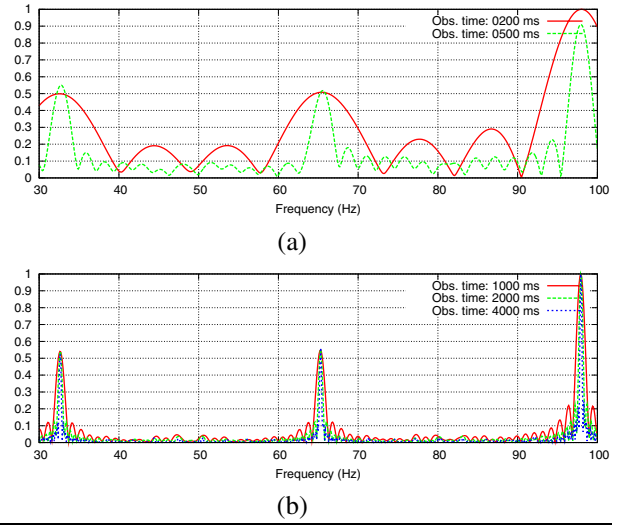 1
0.9
0.8
0.7
0.6
0.5
0.4
0.3
0.2
0.1
0
Obs. time: 0200 ms
Obs. time: 0500 ms
30 40 50 60 70 80 90 100
Frequency (Hz)
(a)
1
0.9
0.8
0.7
0.6
0.5
0.4
0.3
0.2
0.1
0
Obs. time: 1000 ms
Obs. time: 2000 ms
Obs. time: 4000 ms
30 40 50 60 70 80 90 100
Frequency (Hz)
(b)